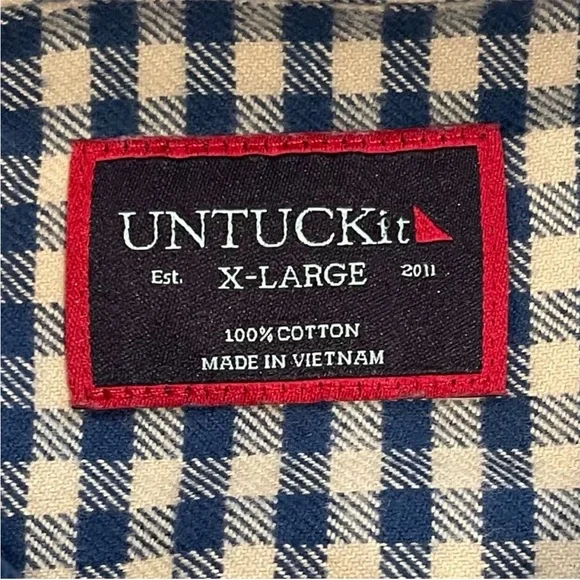 UNTUCKit
Est. X-LARGE 2011
100% COTTON
MADE IN VIETNAM